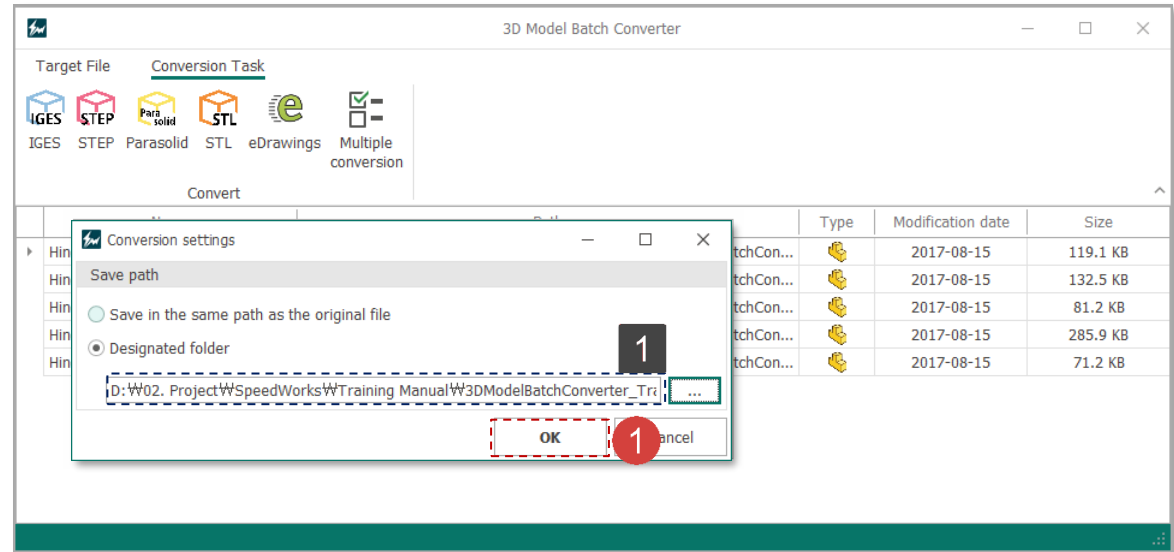 3D Model Batch Converter
Target File Conversion Task
IGES STEP Para solid STL e
IGES STEP Parasolid STL eDrawings Multiple conversion
Convert
Type Modification date Size
Hin tchCon... 2017-08-15 119.1 KB
Hin tchCon... 2017-08-15 132.5 KB
Hin tchCon... 2017-08-15 81.2 KB
Hin tchCon... 2017-08-15 285.9 KB
Hin tchCon... 2017-08-15 71.2 KB
Conversion settings
Save path
Save in the same path as the original file
Designated folder
1
D:₩02. Project₩SpeedWorks₩Training Manual₩3DModelBatchConverter_Tra ...
OK 1 ancel